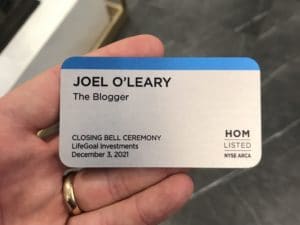 JOEL O'LEARY
The Blogger
CLOSING BELL CEREMONY
LifeGoal Investments
December 3, 2021
HOM
LISTED
NYSE ARCA